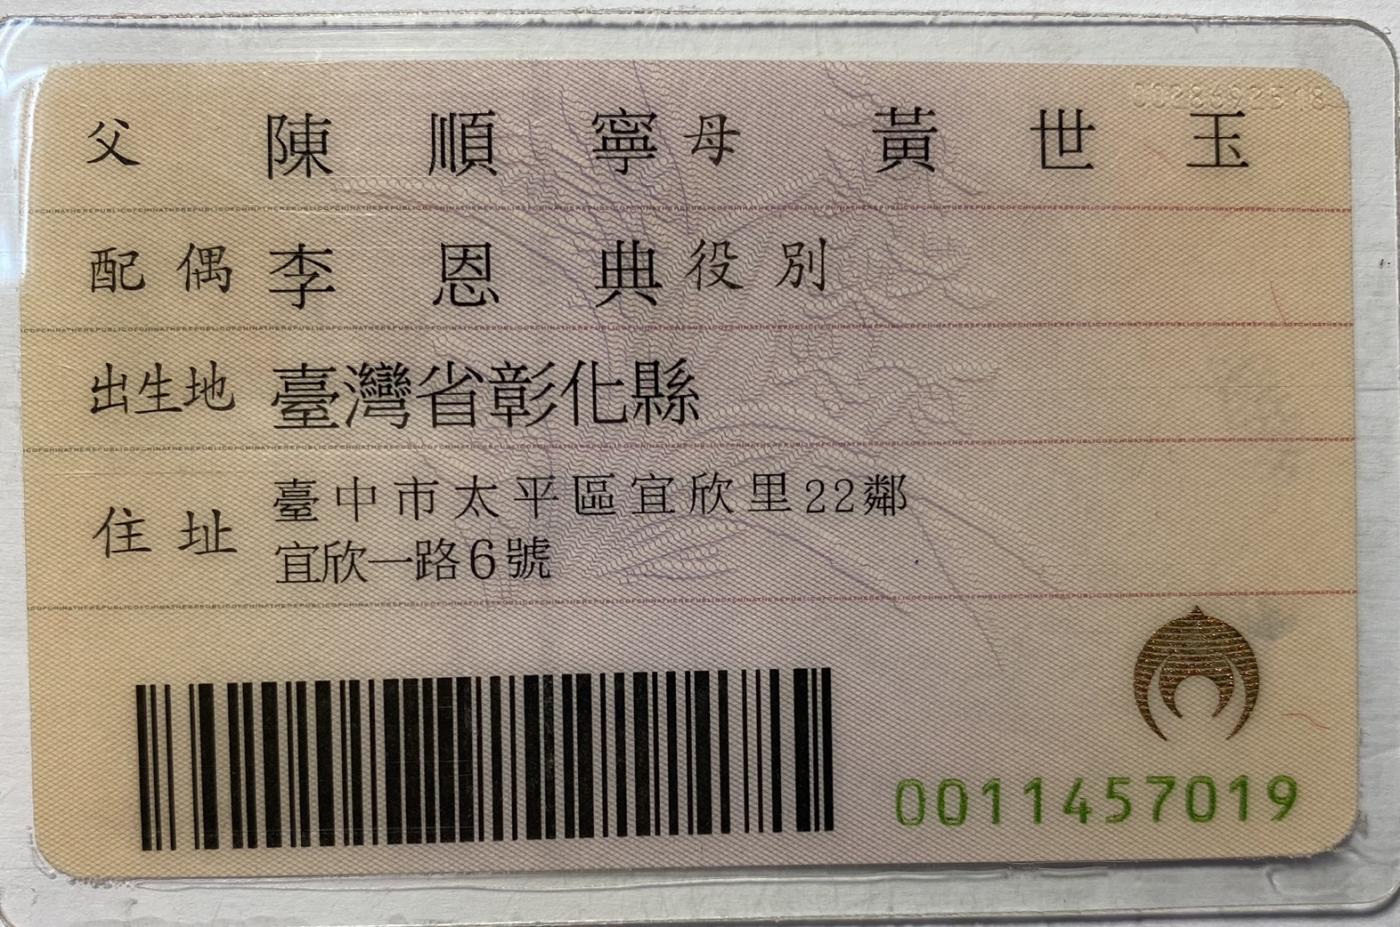 父 陳順寧 母 黃世玉
配偶 李恩典 役別
出生地 臺灣省彰化縣
住址 臺中市太平區宜欣里22鄰
宜欣一路6號
0011457019